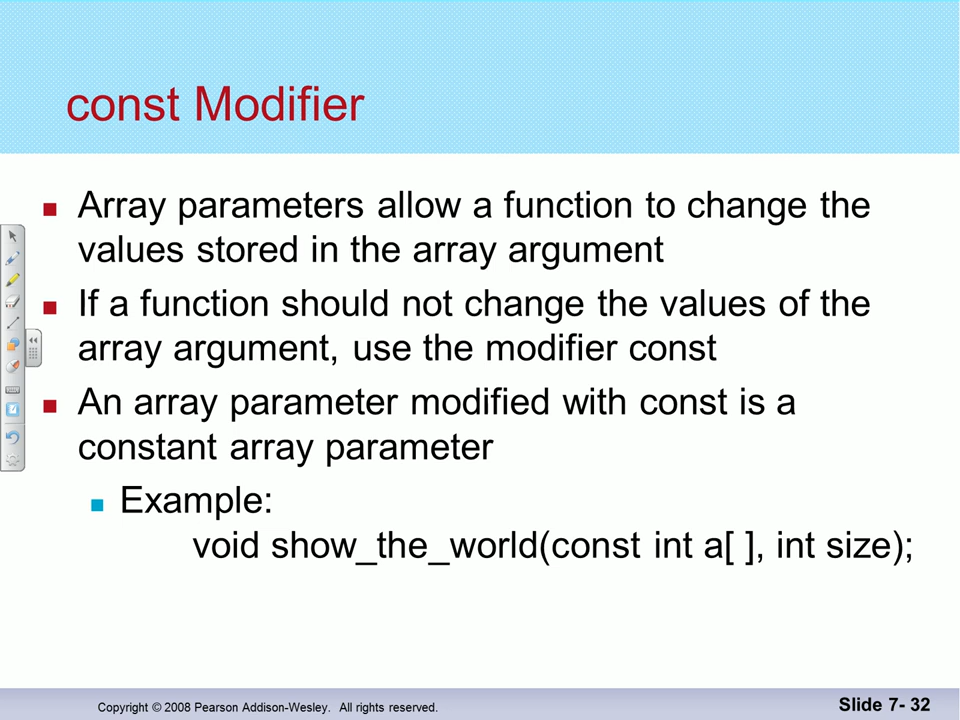 const Modifier
Array parameters allow a function to change the
values stored in the array argument
If a function should not change the values of the
array argument, use the modifier const
An array parameter modified with const is a
constant array parameter
Example:
void show_the_world(const int a[ ], int size);
Copyright © 2008 Pearson Addison-Wesley. All rights reserved.
Slide 7- 32